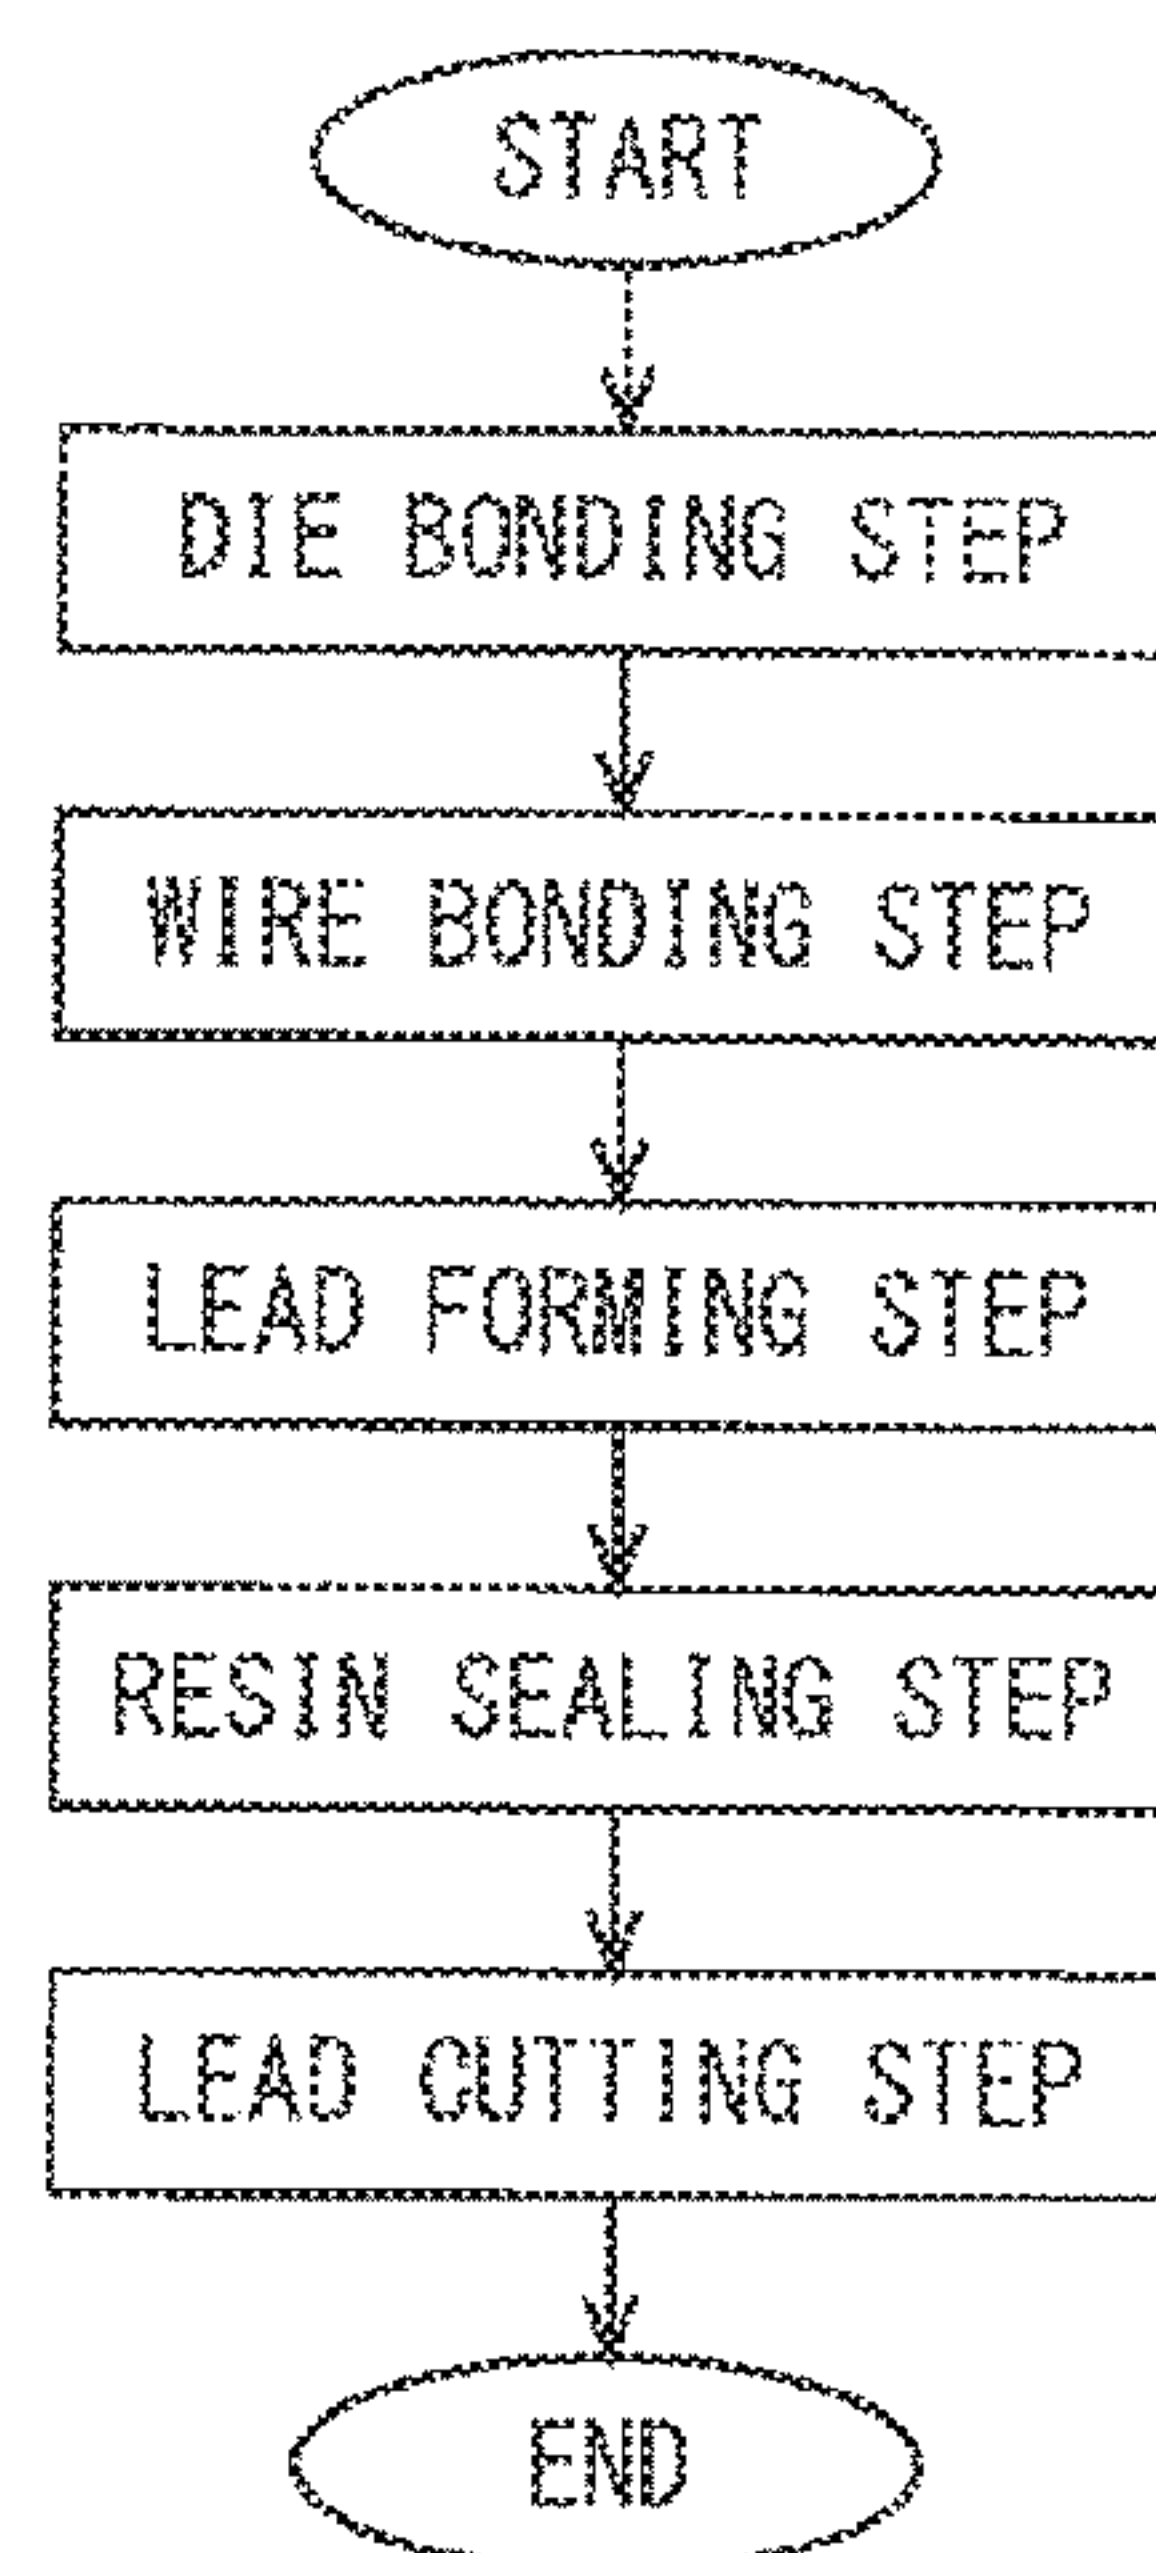 START
DIE BONDING STEP
WIRE BONDING STEP
LEAD FORMING STEP
RESIN SEALING STEP
LEAD CUTTING STEP
END